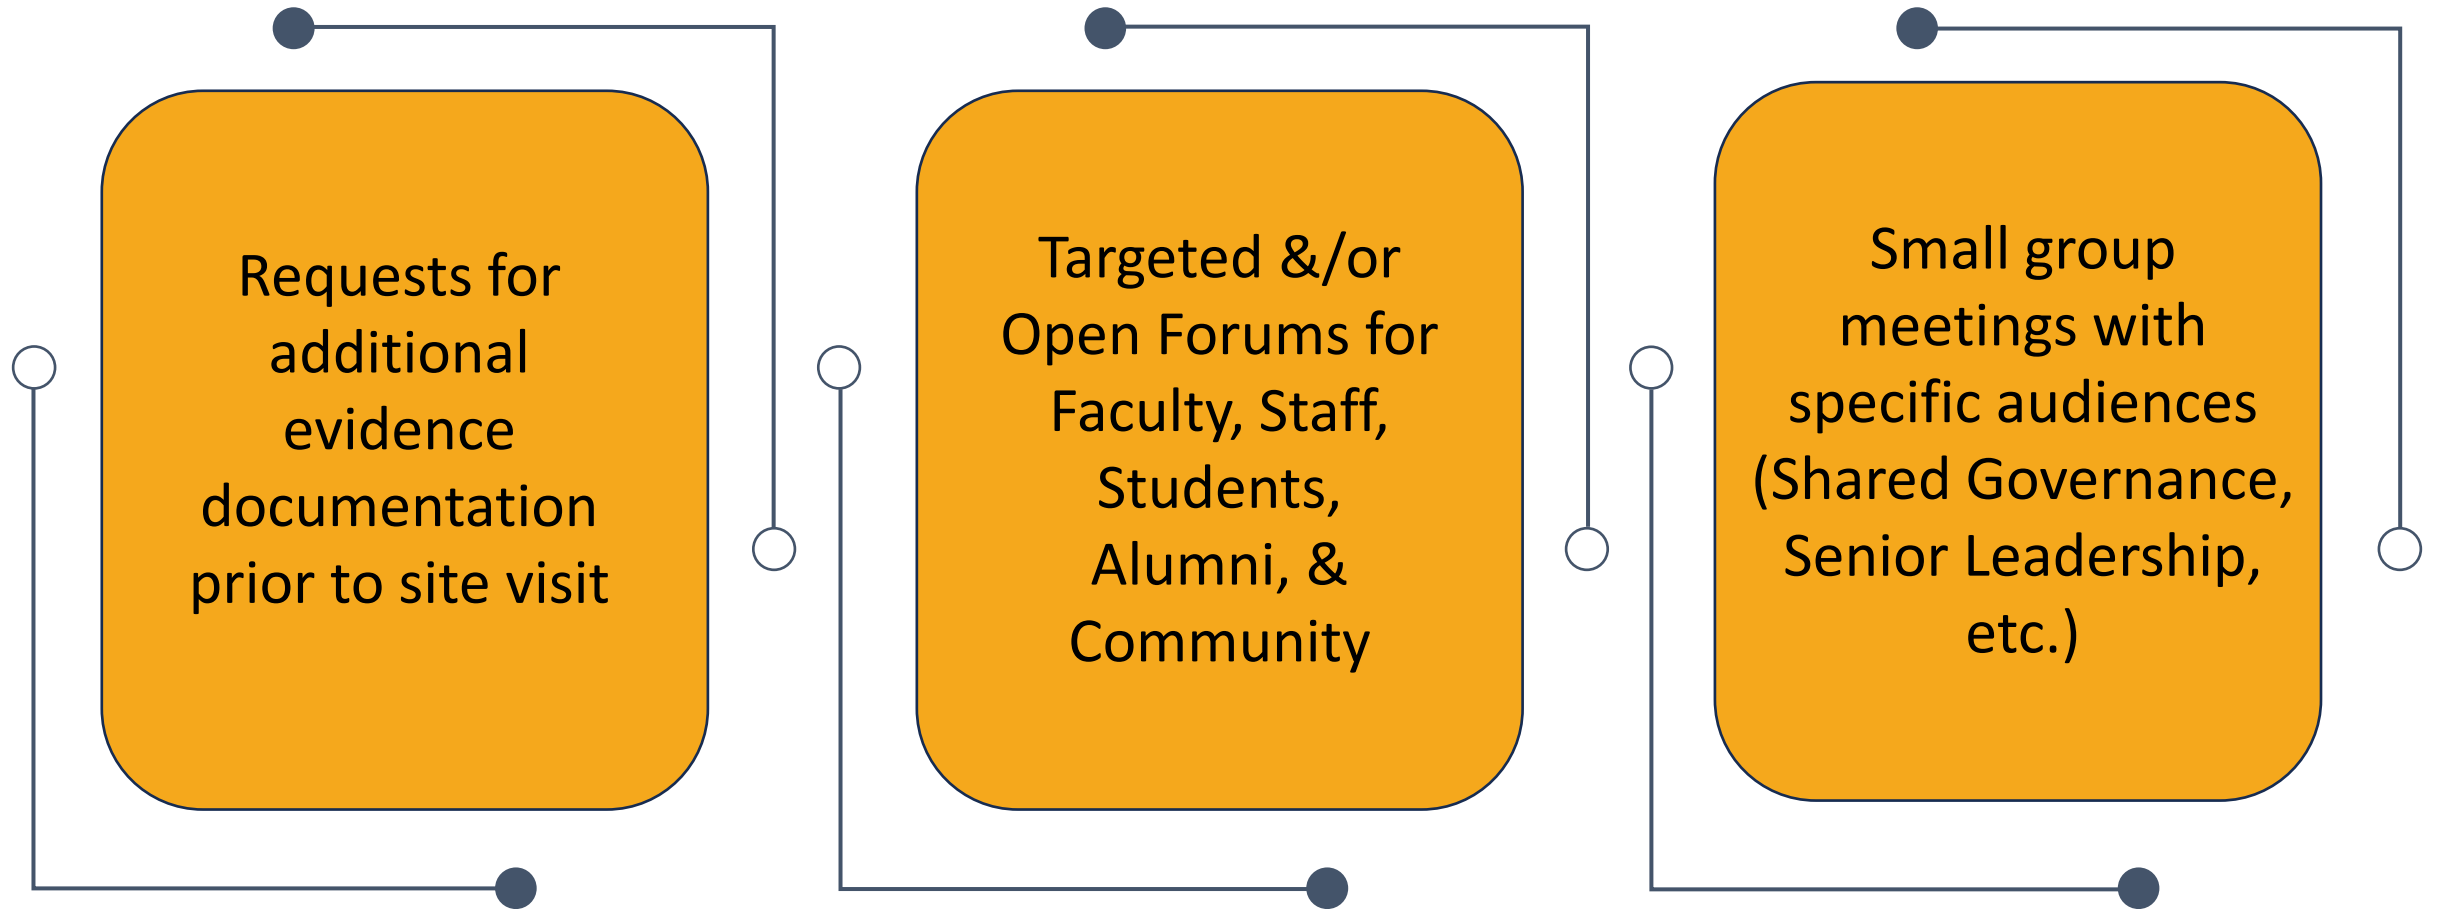 Requests for
additional
evidence
documentation
prior to site visit
Targeted &/or
Open Forums for
Faculty, Staff,
Students,
Alumni, &
Community
Small group
meetings with
specific audiences
(Shared Governance,
Senior Leadership,
etc.)